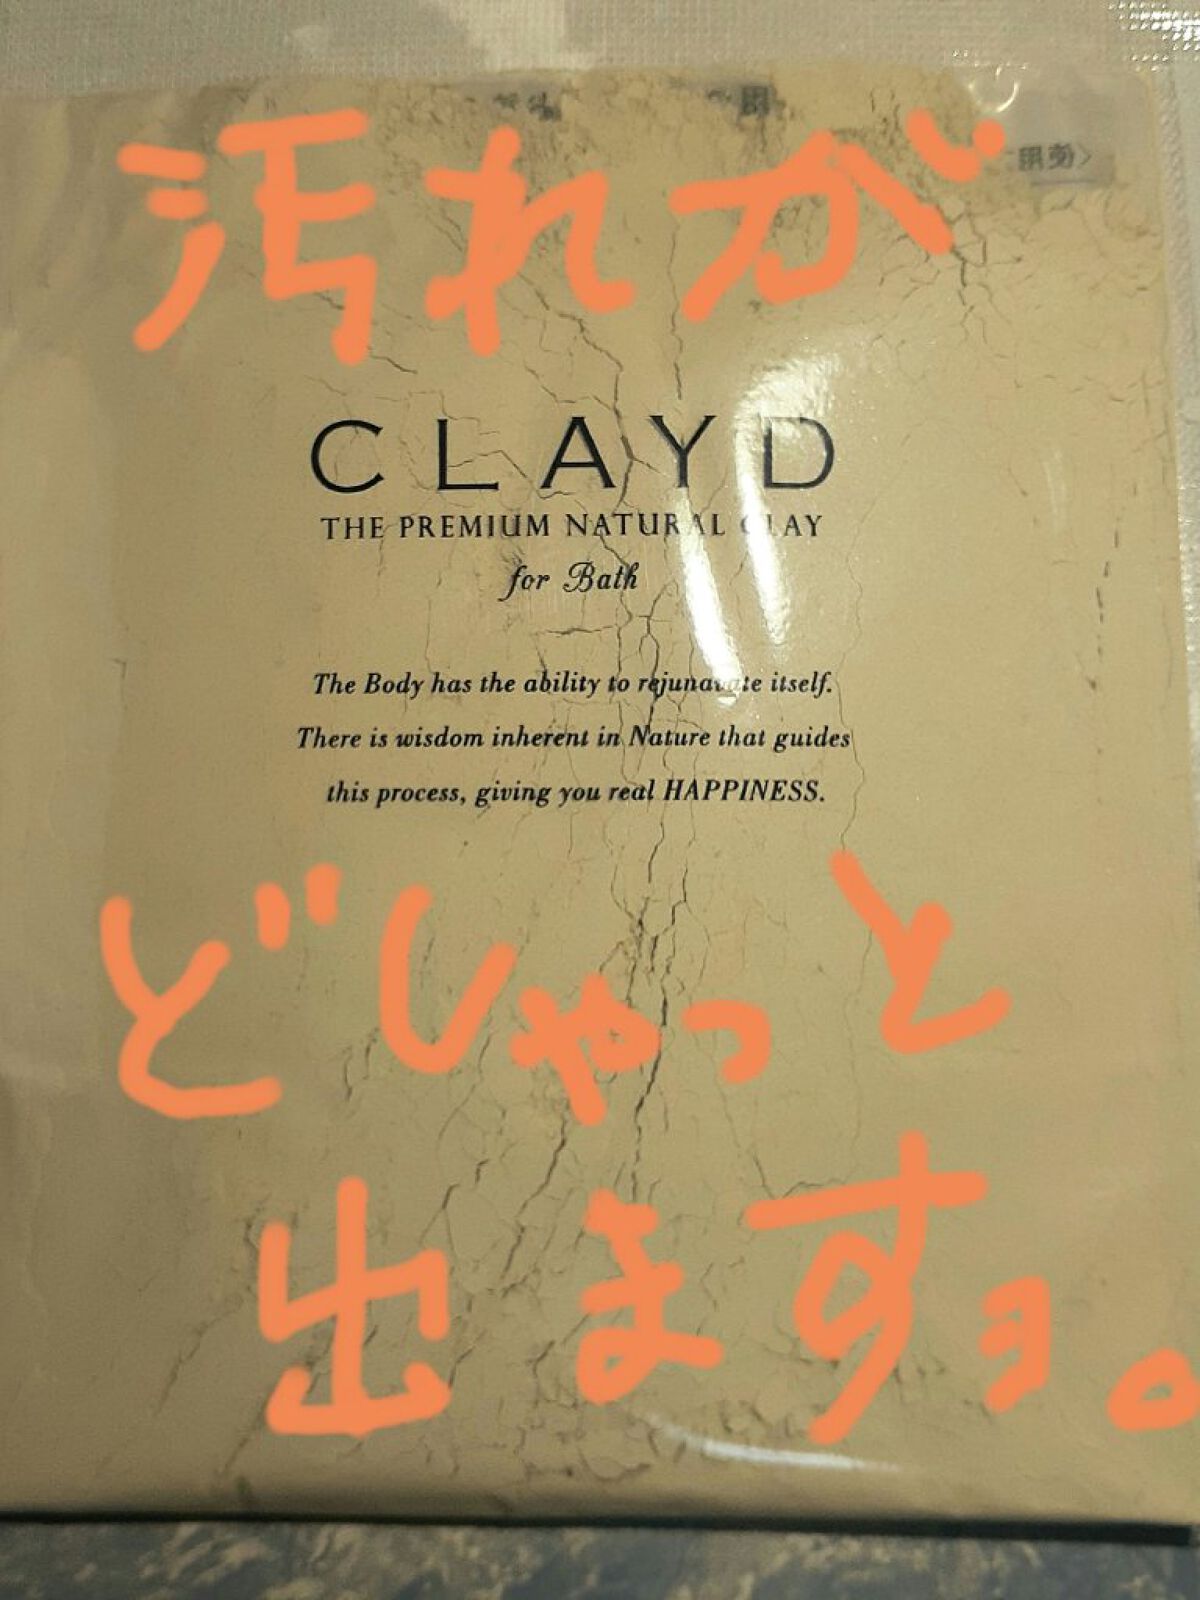 汚れが
CLAYD
THE PREMIUM NATURAL CLAY
for Bath
The Body has the ability to rejunavate itself.
There is wisdom inherent in Nature that guides
this process, giving you real HAPPINESS.
どしゃっと
出ますョ。